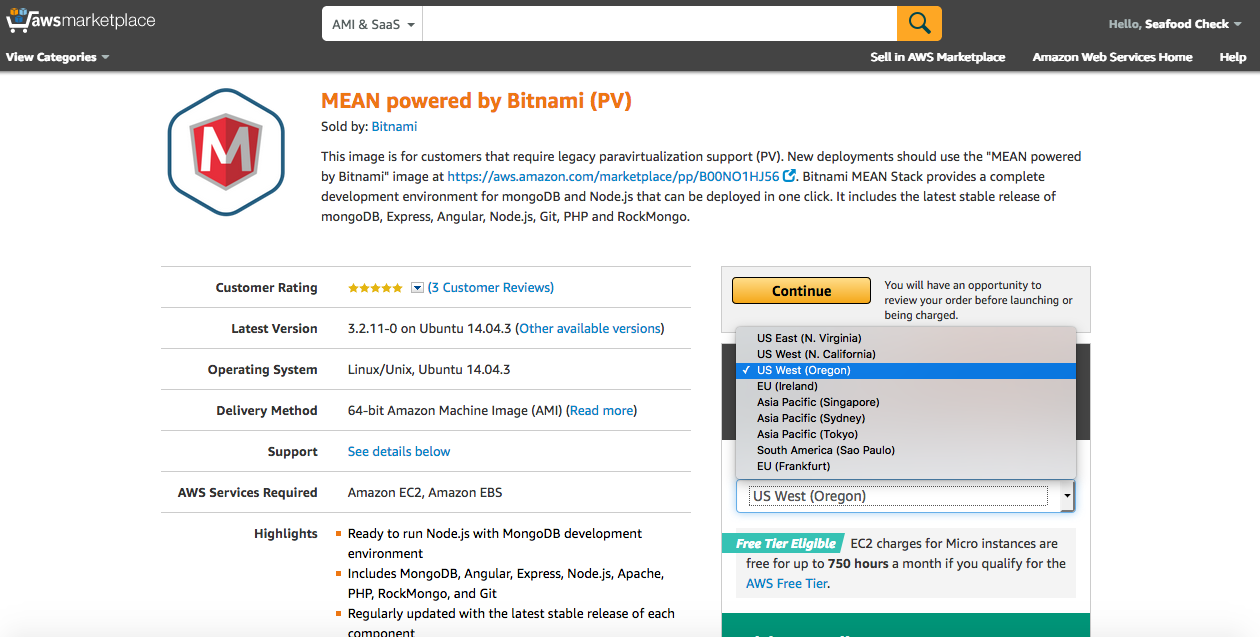 awsmarketplace
AMI & SaaS
Hello, Seafood Check
View Categories
Sell in AWS Marketplace
Amazon Web Services Home
Help
M
MEAN powered by Bitnami (PV)
Sold by: Bitnami
This image is for customers that require legacy paravirtualization support (PV). New deployments should use the "MEAN powered
by Bitnami" image at https://aws.amazon.com/marketplace/pp/B00NO1HJ56 . Bitnami MEAN Stack provides a complete
development environment for mongoDB and Node.js that can be deployed in one click. It includes the latest stable release of
mongoDB, Express, Angular, Node.js, Git, PHP and RockMongo.
Customer Rating
(3 Customer Reviews)
Latest Version
3.2.11-0 on Ubuntu 14.04.3 (Other available versions)
Operating System
Linux/Unix, Ubuntu 14.04.3
Delivery Method
64-bit Amazon Machine Image (AMI) (Read more)
Support
See details below
AWS Services Required
Amazon EC2, Amazon EBS
Highlights
Ready to run Node.js with MongoDB development
environment
Includes MongoDB, Angular, Express, Node.js, Apache,
PHP, RockMongo, and Git
Regularly updated with the latest stable release of each
component
Continue
You will have an opportunity to
review your order before launching or
being charged.
US East (N. Virginia)
US West (N. California)
✓ US West (Oregon)
EU (Ireland)
Asia Pacific (Singapore)
Asia Pacific (Sydney)
Asia Pacific (Tokyo)
South America (Sao Paulo)
EU (Frankfurt)
US West (Oregon)
Free Tier Eligible EC2 charges for Micro instances are
free for up to 750 hours a month if you qualify for the
AWS Free Tier.